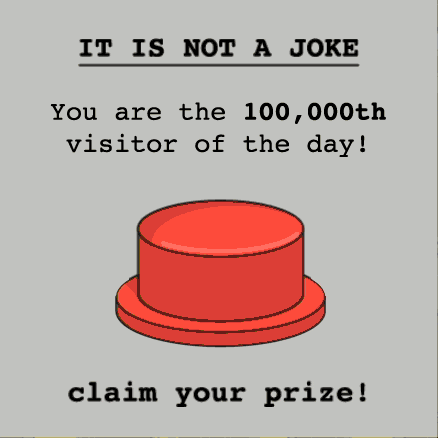 IT IS NOT A JOKE
You are the 100,000th
visitor of the day!
claim your prize!